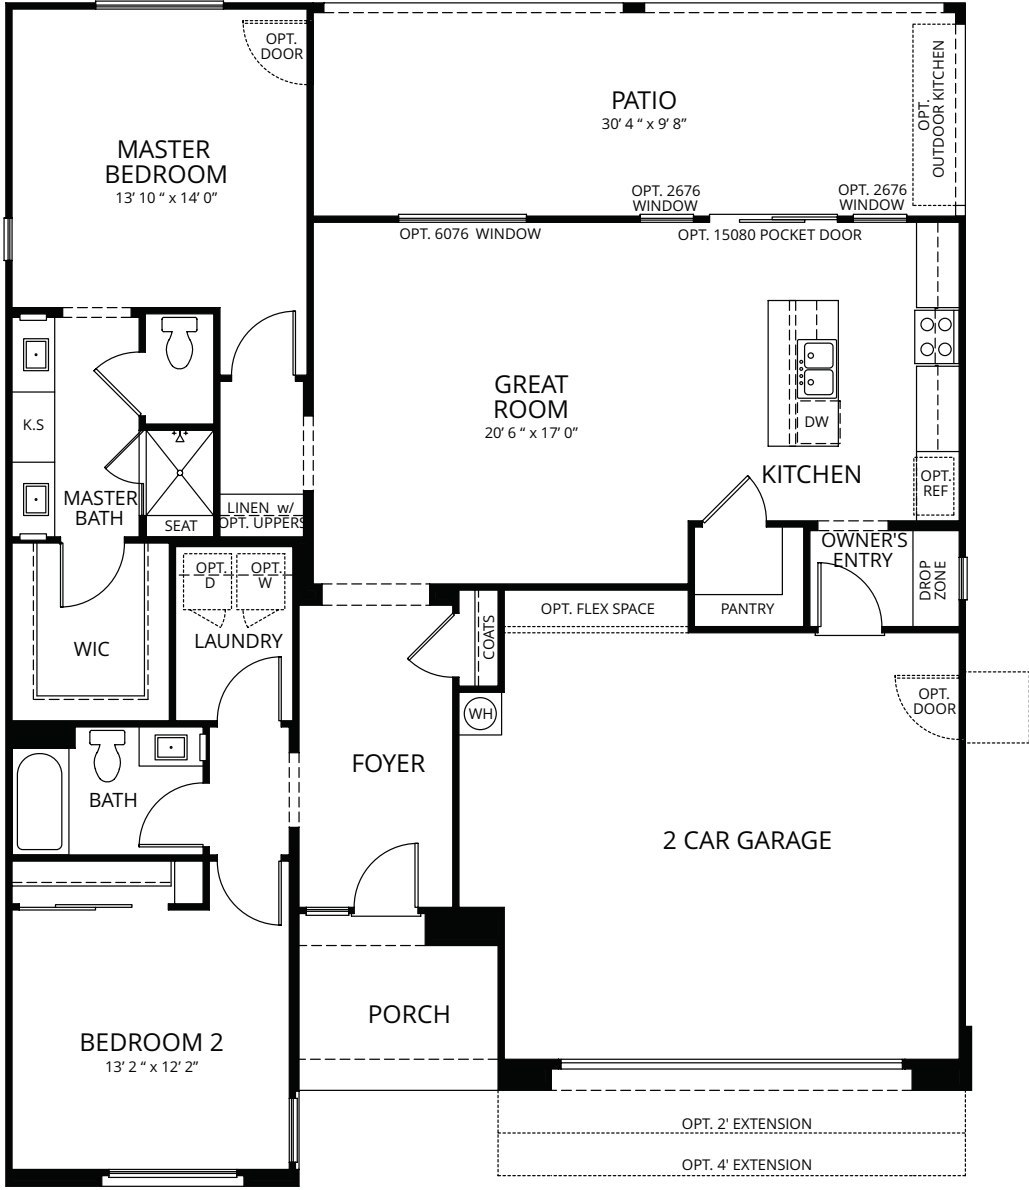 OPT.
DOOR
PATIO
30' 4 “ x 9' 8”
OPT.
OUTDOOR KITCHEN
MASTER
BEDROOM
13' 10 “ x 14' 0”
OPT. 2676
WINDOW
OPT. 2676
WINDOW
OPT. 6076 WINDOW
OPT. 15080 POCKET DOOR
GREAT
ROOM
20' 6 “ x 17' 0”
K.S
DW
KITCHEN
OPT.
REF
MASTER
BATH
SEAT
LINEN w/
OPT. UPPERS
OWNER'S
ENTRY
DROP
ZONE
OPT.
D
OPT.
W
PANTRY
OPT. FLEX SPACE
COATS
LAUNDRY
WIC
OPT.
DOOR
WH
FOYER
BATH
2 CAR GARAGE
PORCH
BEDROOM 2
13' 2 “ x 12' 2”
OPT. 2' EXTENSION
OPT. 4' EXTENSION